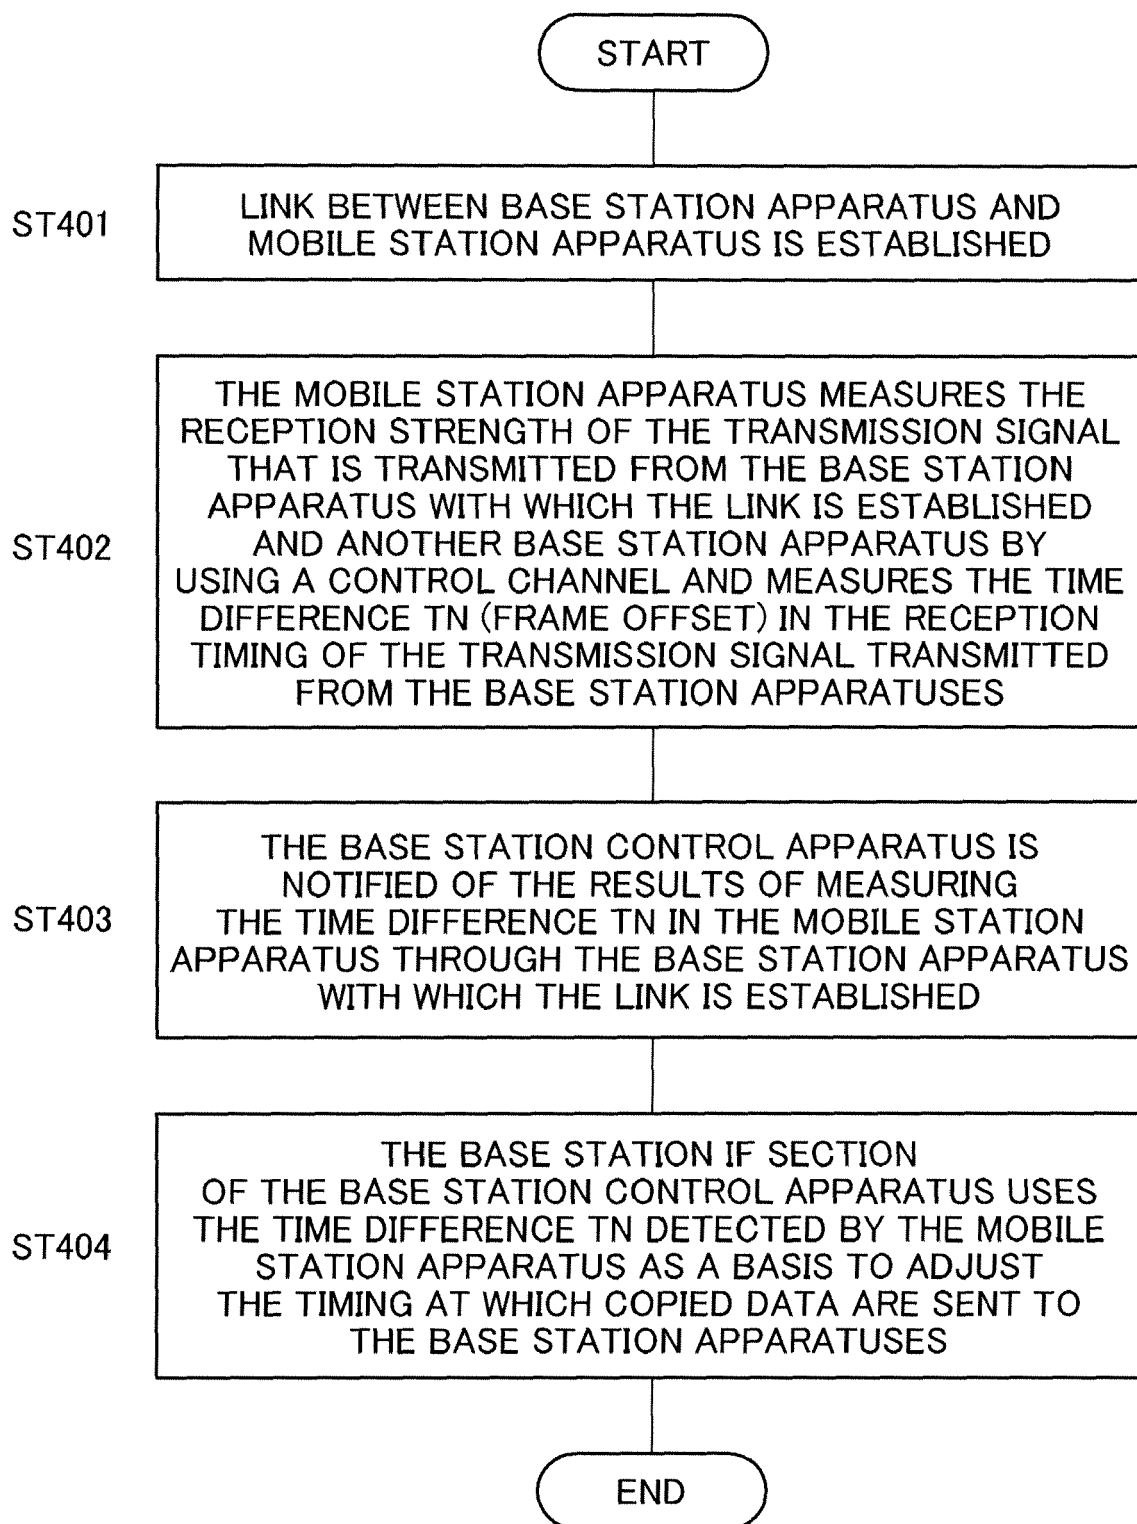 START
ST401
LINK BETWEEN BASE STATION APPARATUS AND
MOBILE STATION APPARATUS IS ESTABLISHED
ST402
THE MOBILE STATION APPARATUS MEASURES THE
RECEPTION STRENGTH OF THE TRANSMISSION SIGNAL
THAT IS TRANSMITTED FROM THE BASE STATION
APPARATUS WITH WHICH THE LINK IS ESTABLISHED
AND ANOTHER BASE STATION APPARATUS BY
USING A CONTROL CHANNEL AND MEASURES THE TIME
DIFFERENCE TN (FRAME OFFSET) IN THE RECEPTION
TIMING OF THE TRANSMISSION SIGNAL TRANSMITTED
FROM THE BASE STATION APPARATUSES
ST403
THE BASE STATION CONTROL APPARATUS IS
NOTIFIED OF THE RESULTS OF MEASURING
THE TIME DIFFERENCE TN IN THE MOBILE STATION
APPARATUS THROUGH THE BASE STATION APPARATUS
WITH WHICH THE LINK IS ESTABLISHED
ST404
THE BASE STATION IF SECTION
OF THE BASE STATION CONTROL APPARATUS USES
THE TIME DIFFERENCE TN DETECTED BY THE MOBILE
STATION APPARATUS AS A BASIS TO ADJUST
THE TIMING AT WHICH COPIED DATA ARE SENT TO
THE BASE STATION APPARATUSES
END